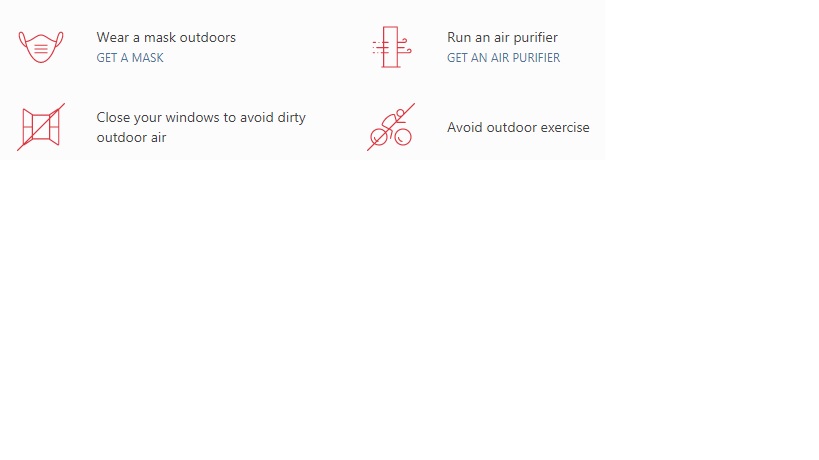 Wear a mask outdoors
GET A MASK
Run an air purifier
GET AN AIR PURIFIER
Close your windows to avoid dirty
outdoor air
Avoid outdoor exercise